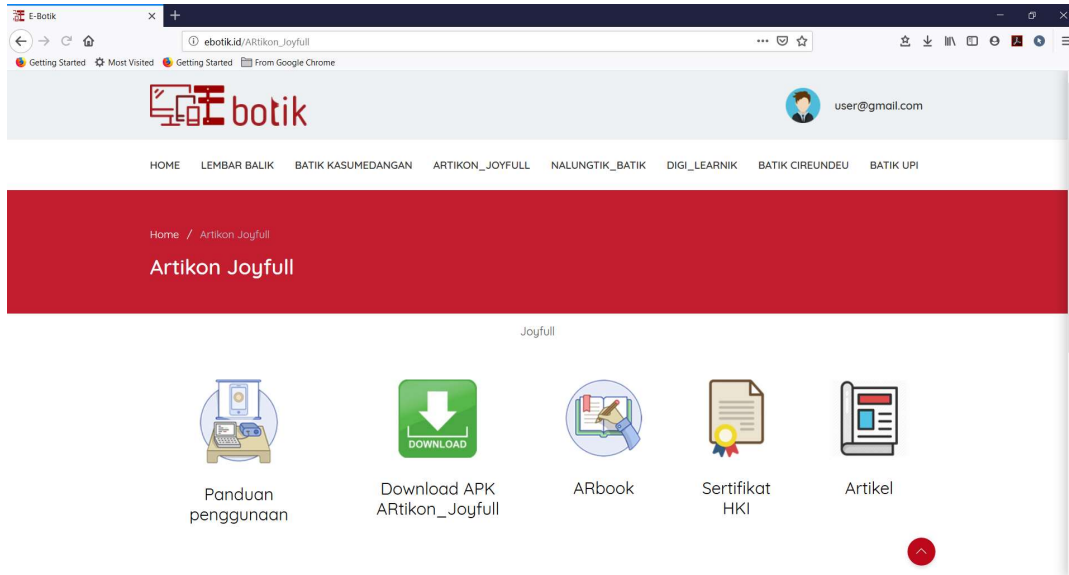 E-Botik
ebotik.id/ARtikon_Joyfull
Getting Started Most Visited Getting Started From Google Chrome
Ebotik
user@gmail.com
HOME LEMBAR BALIK BATIK KASUMEDANGAN ARTIKON_JOYFULL NALUNGTIK_BATIK DIGI_LEARNIK BATIK CIREUNDEU BATIK UPI
Home / Artikon Joyfull
Artikon Joyfull
Joyfull
DOWNLOAD
Panduan
penggunaan
Download APK
ARtikon_Joyfull
ARbook
Sertifikat
HKI
Artikel